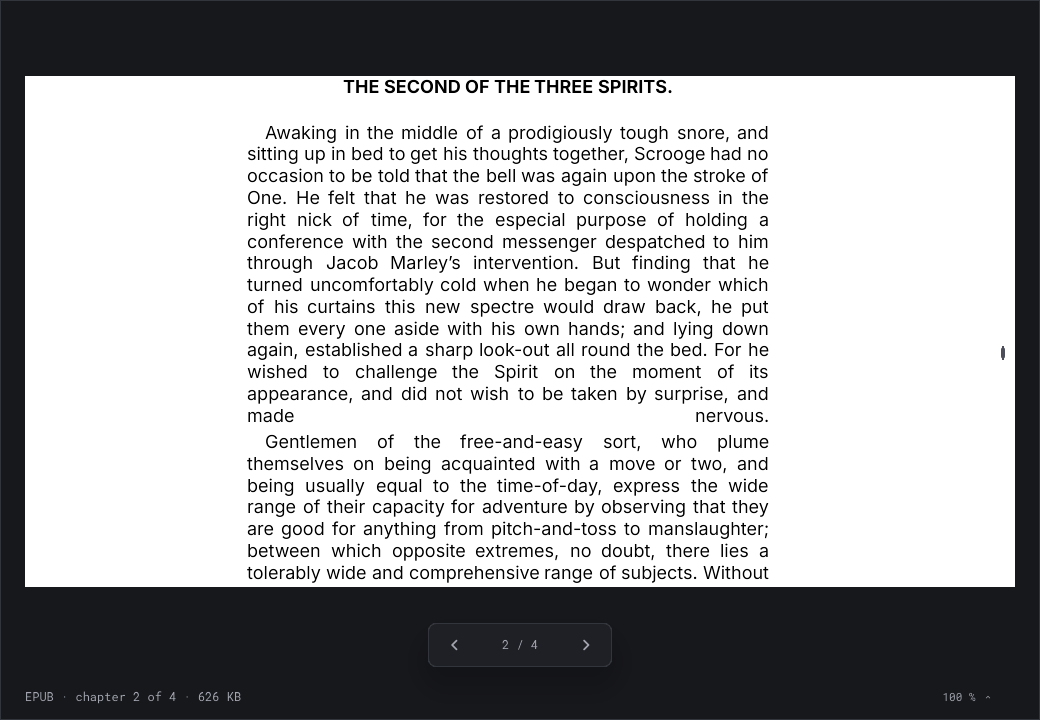 THE SECOND OF THE THREE SPIRITS.
Awaking in the middle of a prodigiously tough snore, and
sitting up in bed to get his thoughts together, Scrooge had no
occasion to be told that the bell was again upon the stroke of
One. He felt that he was restored to consciousness in the
right nick of time, for the especial purpose of holding a
conference with the second messenger despatched to him
through Jacob Marley’s intervention. But finding that he
turned uncomfortably cold when he began to wonder which
of his curtains this new spectre would draw back, he put
them every one aside with his own hands; and lying down
again, established a sharp look-out all round the bed. For he
wished to challenge the Spirit on the moment of its
appearance, and did not wish to be taken by surprise, and
made nervous.
Gentlemen of the free-and-easy sort, who plume
themselves on being acquainted with a move or two, and
being usually equal to the time-of-day, express the wide
range of their capacity for adventure by observing that they
are good for anything from pitch-and-toss to manslaughter;
between which opposite extremes, no doubt, there lies a
tolerably wide and comprehensive range of subjects. Without
2 / 4
EPUB · chapter 2 of 4 · 626 KB
100 %